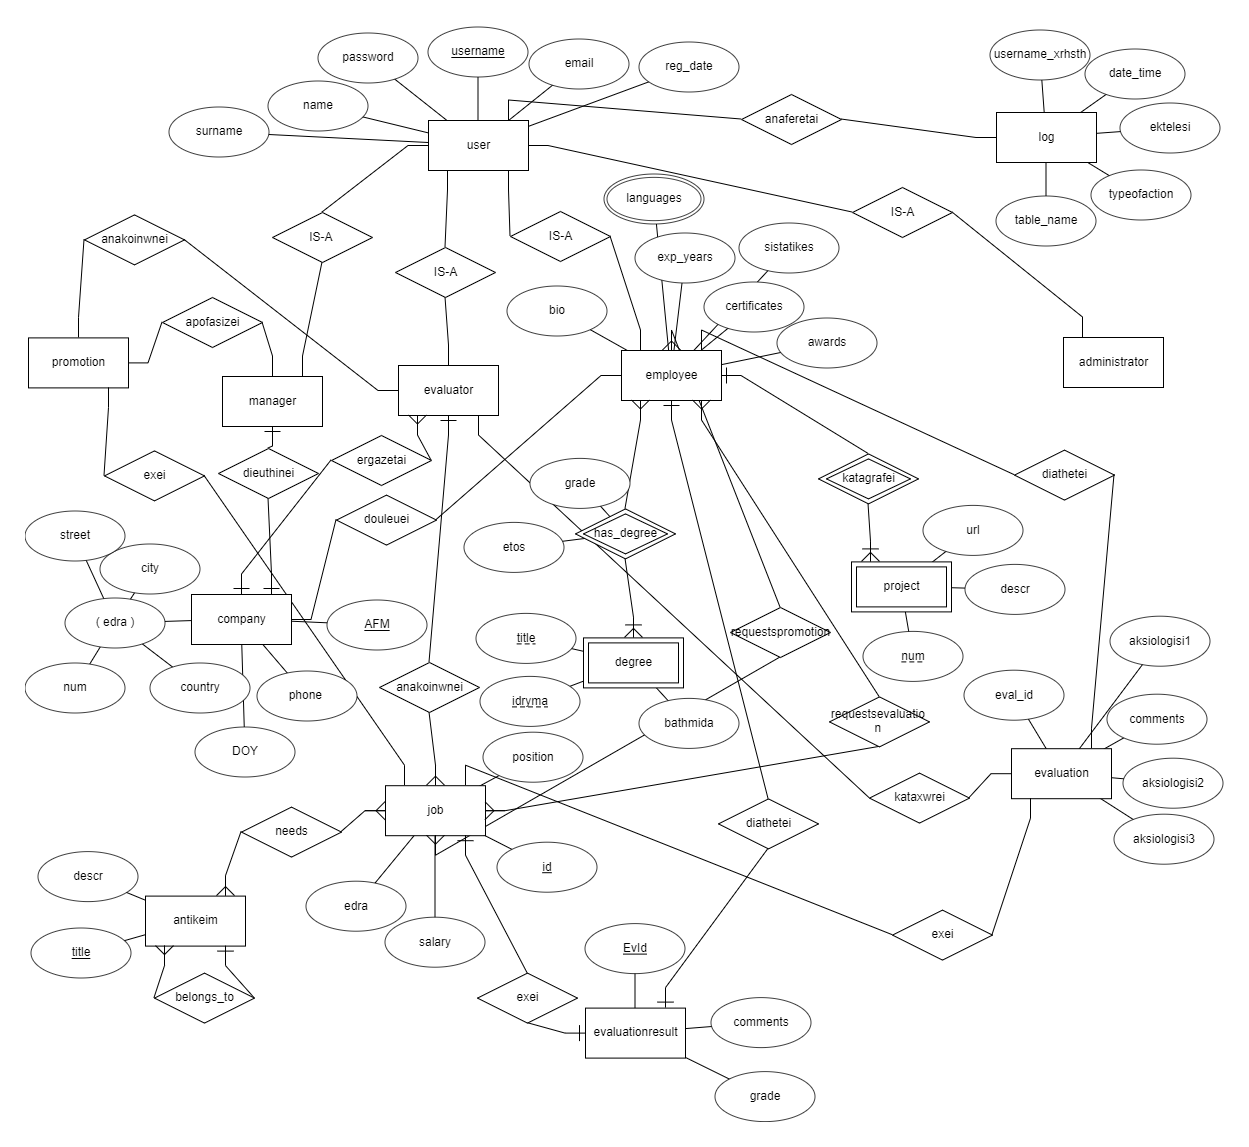 username
password
email
reg_date
name
surname
user
anaferetai
username_xrhsth
date_time
ektelesi
log
typeofaction
table_name
IS-A
IS-A
IS-A
IS-A
languages
sistatikes
exp_years
certificates
bio
awards
anakoinwnei
apofasizei
promotion
manager
evaluator
employee
administrator
exei
dieuthinei
ergazetai
douleuei
grade
has_degree
etos
katagrafei
diathetei
url
project
descr
num
street
city
( edra )
company
AFM
num
country
phone
DOY
anakoinwnei
title
degree
idryma
bathmida
requestspromotion
requestsevaluatio
n
aksiologisi1
eval_id
comments
evaluation
aksiologisi2
aksiologisi3
kataxwrei
position
job
needs
diathetei
id
edra
salary
descr
antikeim
title
belongs_to
exei
exei
EvId
evaluationresult
comments
grade